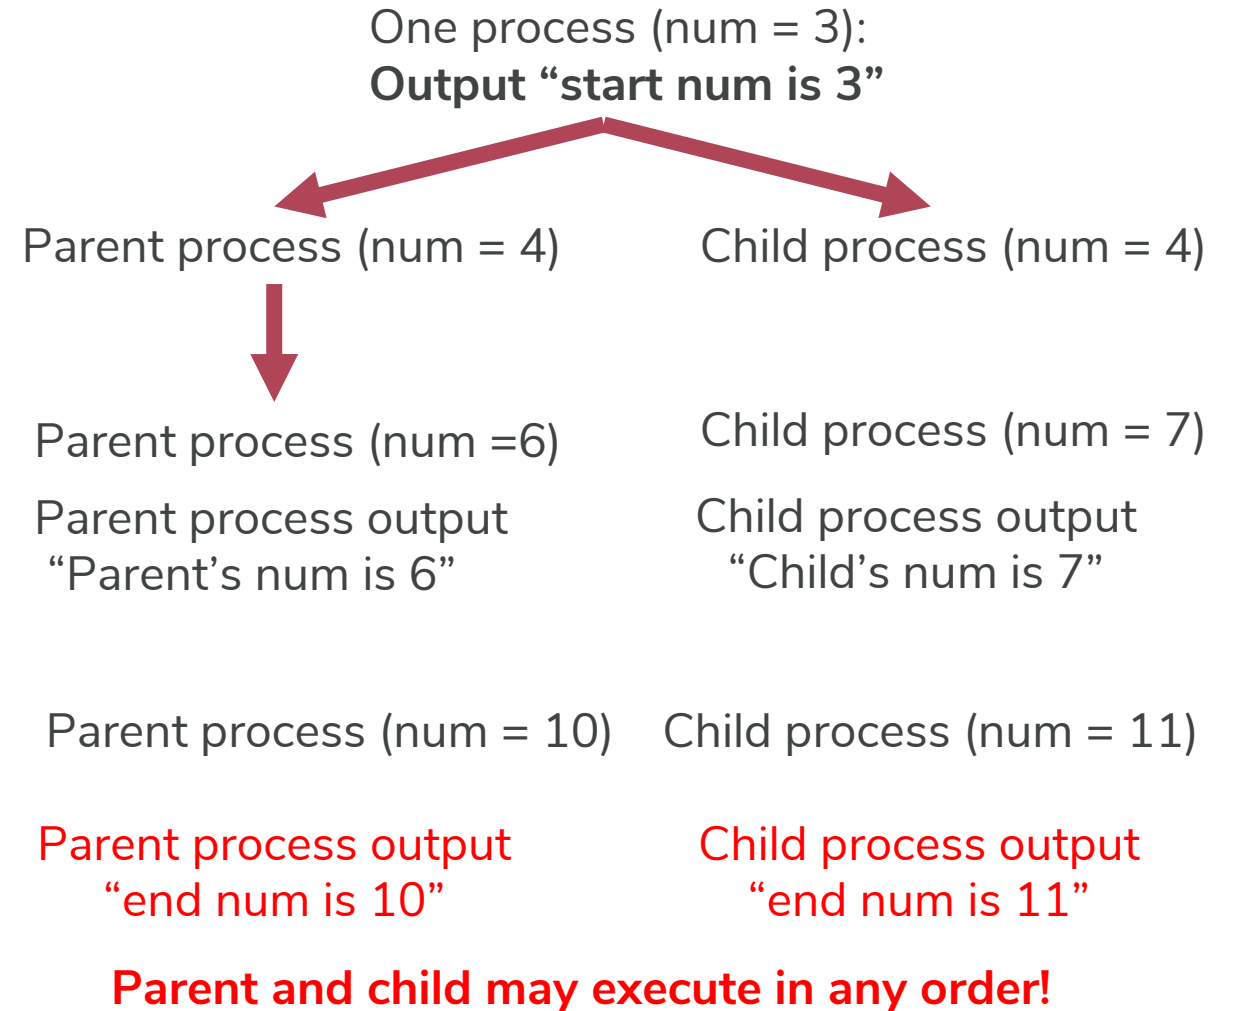 One process (num = 3):
Output “start num is 3”
Parent process (num = 4)
Child process (num = 4)
Parent process (num =6)
Child process (num = 7)
Parent process output
“Parent’s num is 6”
Child process output
“Child’s num is 7”
Parent process (num = 10)
Child process (num = 11)
Parent process output
“end num is 10”
Child process output
“end num is 11”
Parent and child may execute in any order!